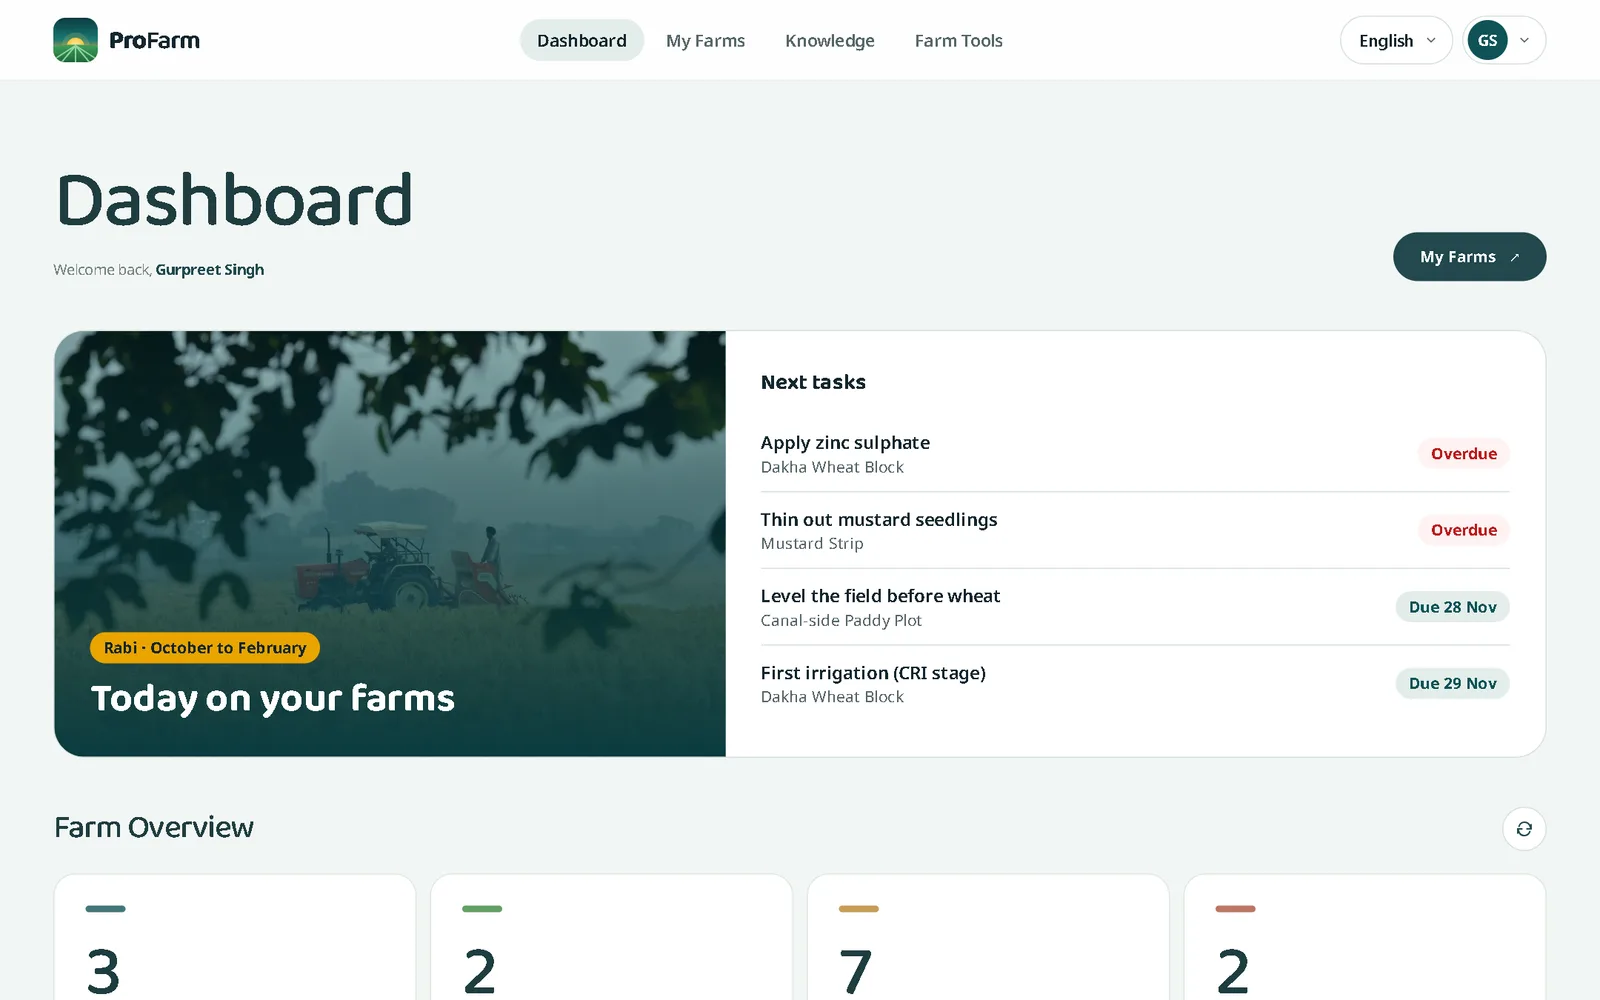 ProFarm
Dashboard
My Farms
Knowledge
Farm Tools
English
GS
Dashboard
Welcome back, Gurpreet Singh
My Farms
Rabi · October to February
Today on your farms
Next tasks
Apply zinc sulphate
Dakha Wheat Block
Overdue
Thin out mustard seedlings
Mustard Strip
Overdue
Level the field before wheat
Canal-side Paddy Plot
Due 28 Nov
First irrigation (CRI stage)
Dakha Wheat Block
Due 29 Nov
Farm Overview
3
2
7
2